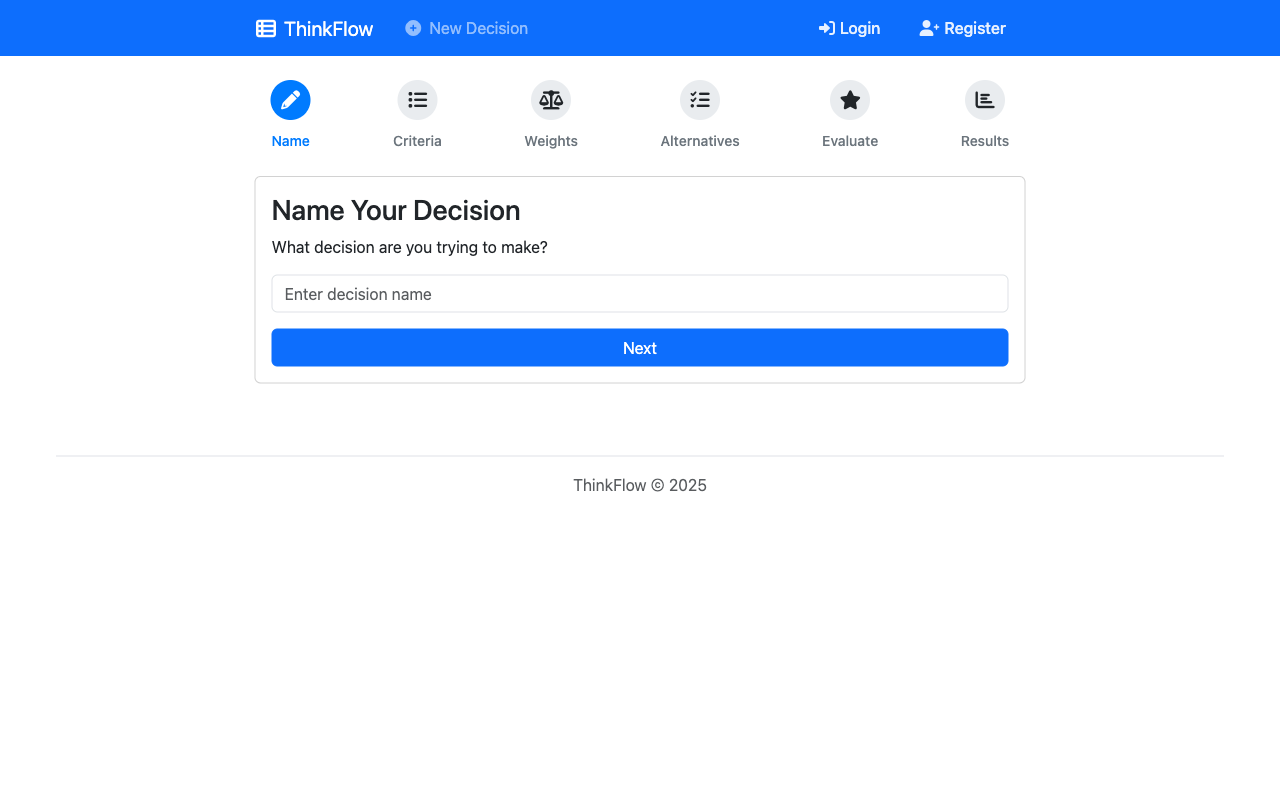 ThinkFlow New Decision Login Register
Name Criteria Weights Alternatives Evaluate Results
Name Your Decision
What decision are you trying to make?
Enter decision name
Next
ThinkFlow © 2025